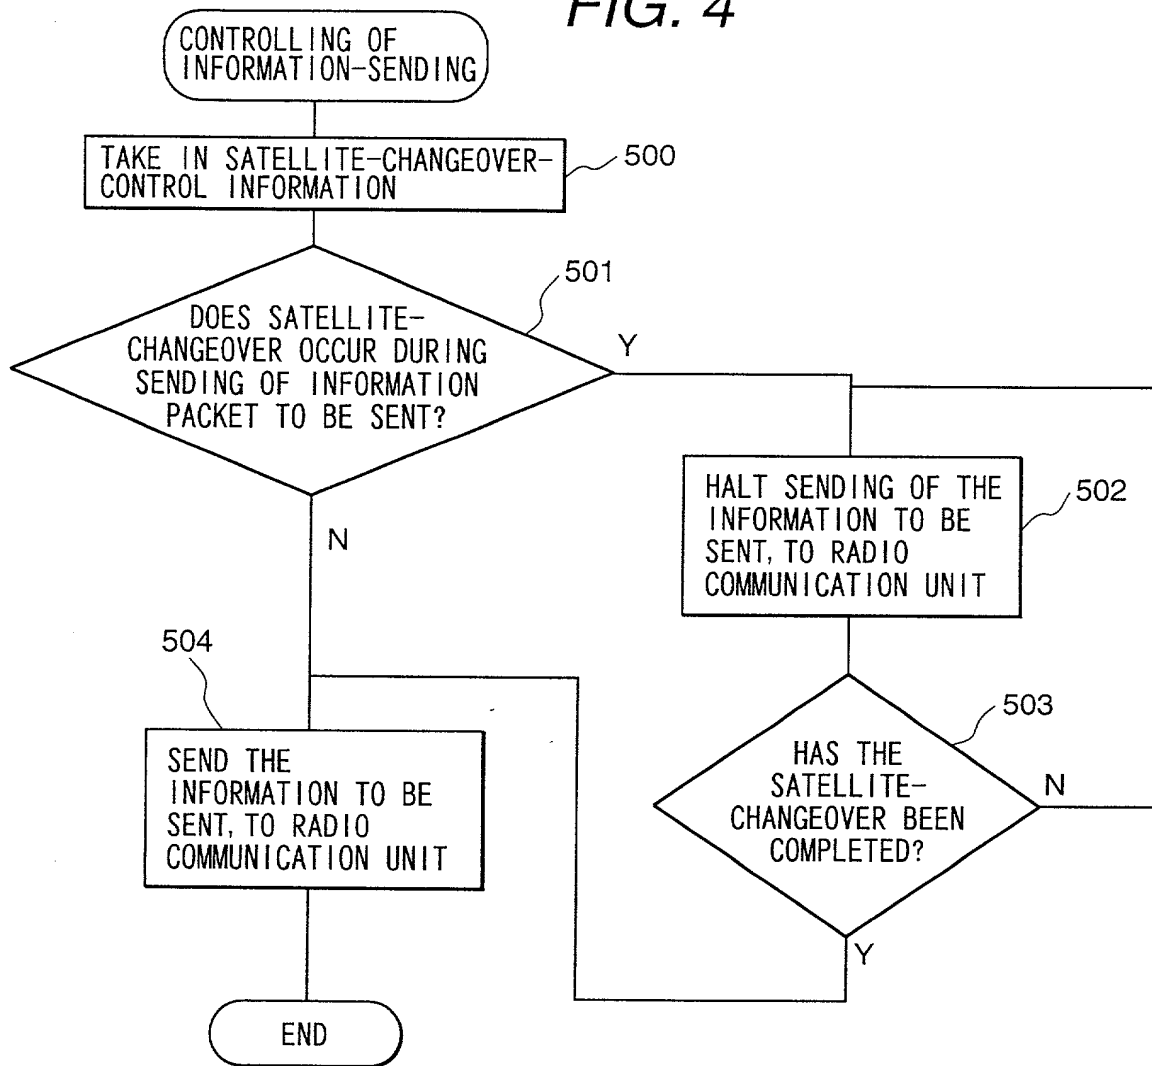 FIG. 4
CONTROLLING OF
INFORMATION-SENDING
TAKE IN SATELLITE-CHANGEOVER-
CONTROL INFORMATION
500
501
DOES SATELLITE-
CHANGEOVER OCCUR DURING
SENDING OF INFORMATION
PACKET TO BE SENT?
Y
N
HALT SENDING OF THE
INFORMATION TO BE
SENT, TO RADIO
COMMUNICATION UNIT
502
503
HAS THE
SATELLITE-
CHANGEOVER BEEN
COMPLETED?
N
Y
504
SEND THE
INFORMATION TO BE
SENT, TO RADIO
COMMUNICATION UNIT
END